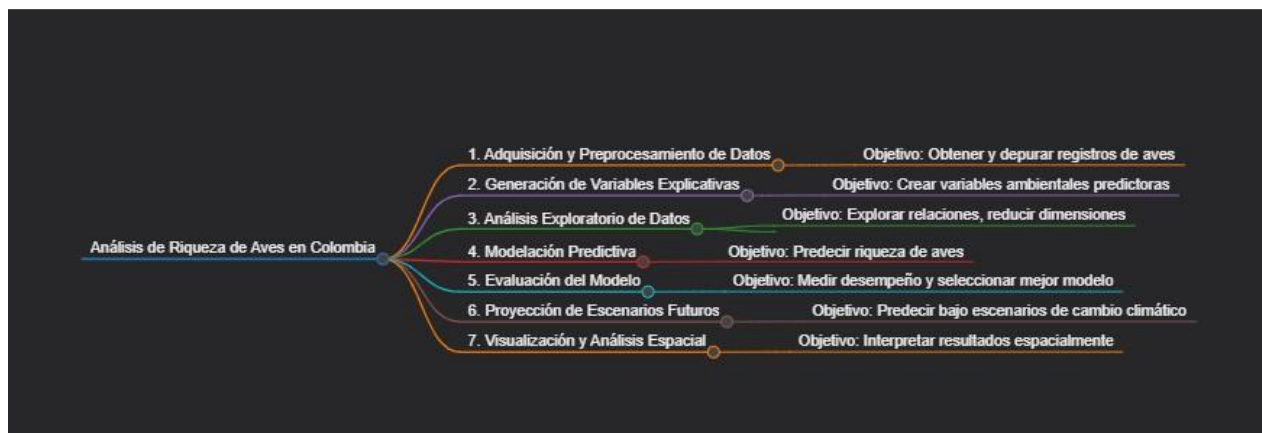 Análisis de Riqueza de Aves en Colombia
1. Adquisición y Preprocesamiento de Datos
Objetivo: Obtener y depurar registros de aves
2. Generación de Variables Explicativas
Objetivo: Crear variables ambientales predictoras
3. Análisis Exploratorio de Datos
Objetivo: Explorar relaciones, reducir dimensiones
4. Modelación Predictiva
Objetivo: Predecir riqueza de aves
5. Evaluación del Modelo
Objetivo: Medir desempeño y seleccionar mejor modelo
6. Proyección de Escenarios Futuros
Objetivo: Predecir bajo escenarios de cambio climático
7. Visualización y Análisis Espacial
Objetivo: Interpretar resultados espacialmente